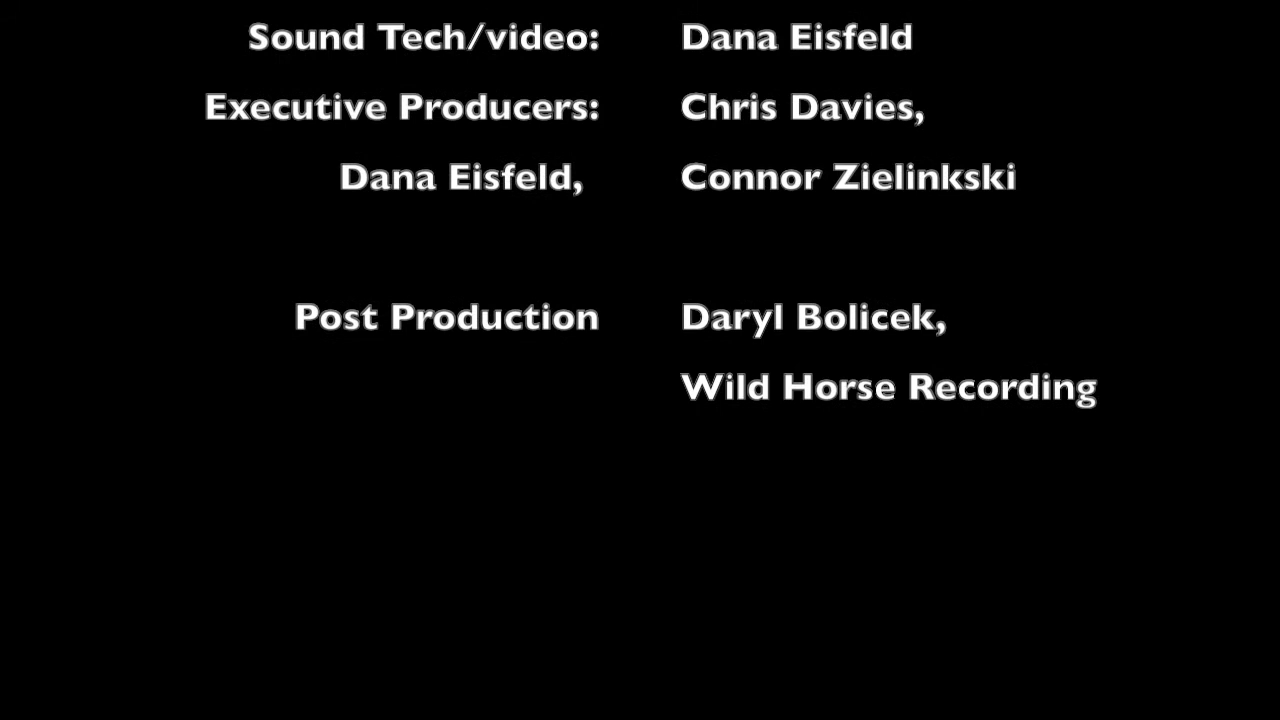 Sound Tech/video: Dana Eisfeld
Executive Producers: Chris Davies,
Dana Eisfeld, Connor Zielinkski
Post Production Daryl Bolicek,
Wild Horse Recording